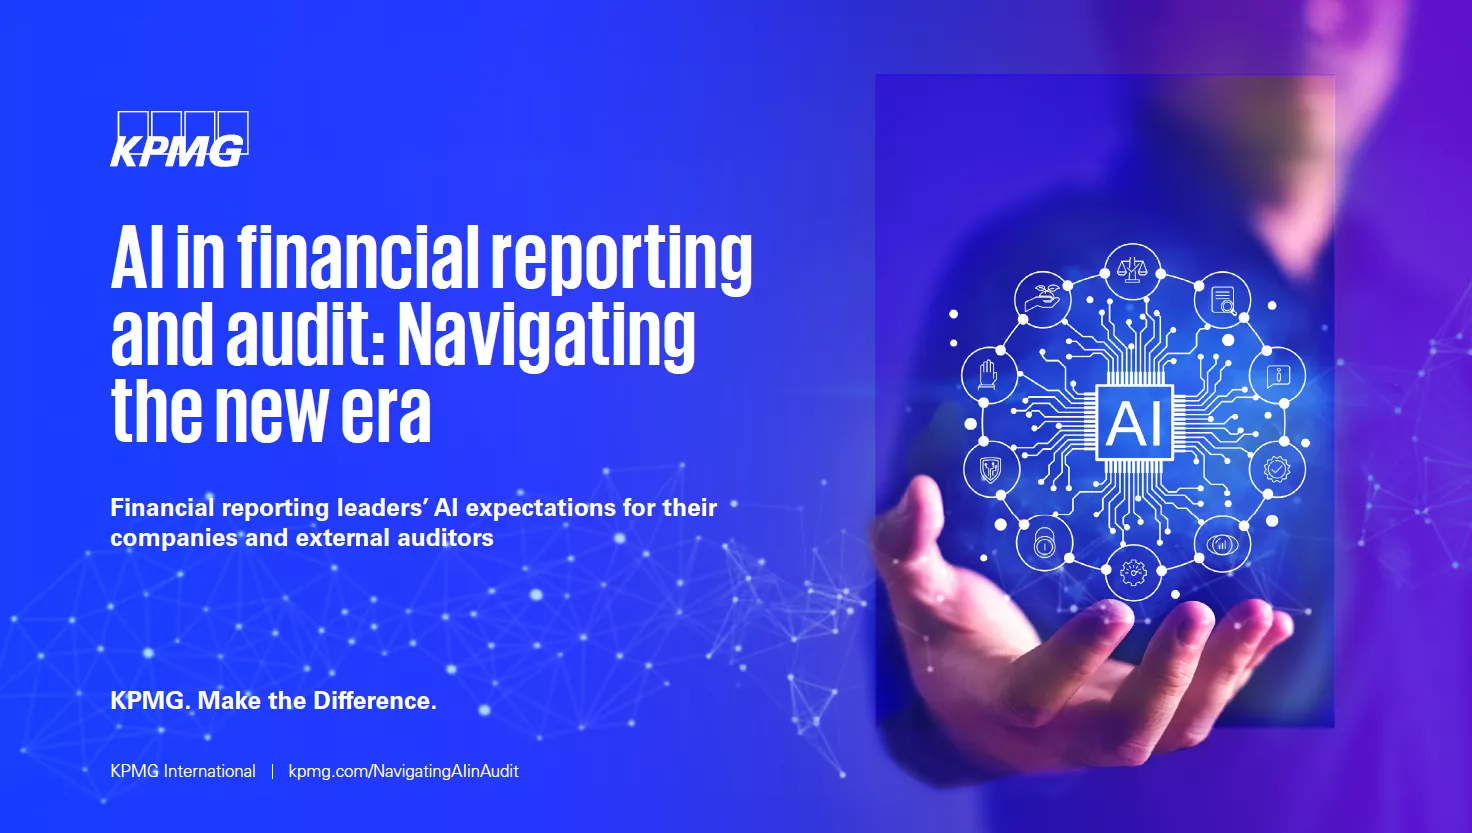 KPMG
AI in financial reporting
and audit: Navigating
the new era
Financial reporting leaders’ AI expectations for their
companies and external auditors
KPMG. Make the Difference.
KPMG International | kpmg.com/NavigatingAIinAudit
AI